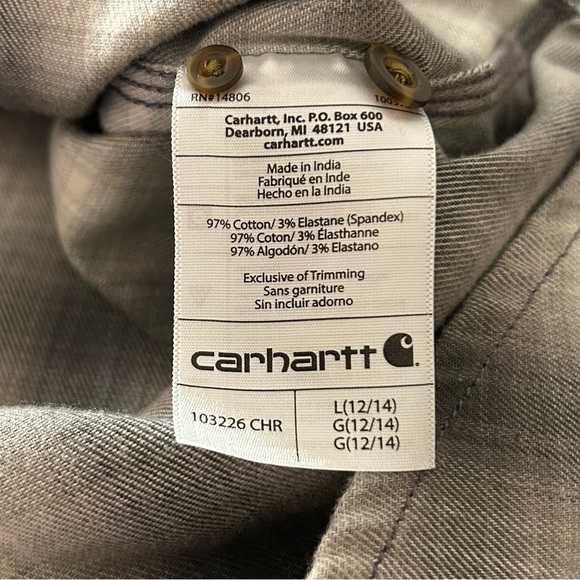 RN#14806
Carhartt, Inc. P.O. Box 600
Dearborn, MI 48121 USA
carhartt.com
Made in India
Fabriqué en Inde
Hecho en la India
97% Cotton/ 3% Elastane (Spandex)
97% Coton/ 3% Élasthanne
97% Algodón/ 3% Elastano
Exclusive of Trimming
Sans garniture
Sin incluir adorno
carhartt
103226 CHR
L(12/14)
G(12/14)
G(12/14)